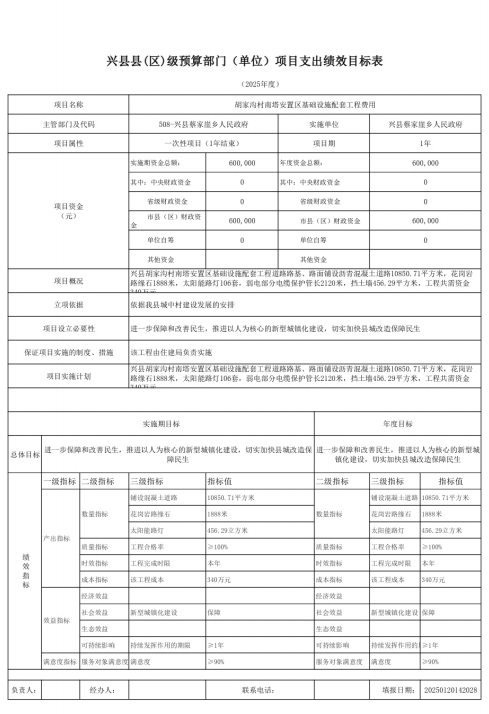 兴县县(区)级预算部门（单位）项目支出绩效目标表
（2025年度）
项目名称 胡家沟村南塔安置区基础设施配套工程费用
主管部门及代码 508-兴县蔡家崖乡人民政府 实施单位 兴县蔡家崖乡人民政府
项目属性 一次性项目（1年结束） 项目期 1年
项目资金（元）
实施期资金总额： 600,000 年度资金总额： 600,000
其中：中央财政资金 0 其中：中央财政资金 0
省级财政资金 0 省级财政资金 0
市县（区）财政资金 600,000 市县（区）财政资金 600,000
单位自筹 0 单位自筹 0
其他资金 其他资金
项目概况
兴县胡家沟村南塔安置区基础设施配套工程道路路基、路面铺设沥青混凝土道路10850.71平方米，花岗岩
路缘石1888米，太阳能路灯106套，弱电部分电缆保护管长2120米，挡土墙456.29平方米，工程共需资金
340万元
立项依据 依据我县城中村建设发展的安排
项目设立必要性 进一步保障和改善民生，推进以人为核心的新型城镇化建设，切实加快县城改造保障民生
保证项目实施的制度、措施 该工程由住建局负责实施
项目实施计划
兴县胡家沟村南塔安置区基础设施配套工程道路路基、路面铺设沥青混凝土道路10850.71平方米，花岗岩
路缘石1888米，太阳能路灯106套，弱电部分电缆保护管长2120米，挡土墙456.29平方米，工程共需资金
340万元
实施期目标 年度目标
总体目标
进一步保障和改善民生，推进以人为核心的新型城镇化建设，切实加快县城改造保障民生
进一步保障和改善民生，推进以人为核心的新型城镇化建设，切实加快县城改造保障民生
绩效指标
一级指标 二级指标 三级指标 指标值 二级指标 三级指标 指标值
产出指标
数量指标 铺设混凝土道路 10850.71平方米 数量指标 铺设混凝土道路 10850.71平方米
花岗岩路缘石 1888米 花岗岩路缘石 1888米
太阳能路灯 456.29立方米 太阳能路灯 456.29立方米
质量指标 工程合格率 ≥100% 质量指标 工程合格率 ≥100%
时效指标 工程完成时限 本年 时效指标 工程完成时限 本年
成本指标 该工程成本 340万元 成本指标 该工程成本 340万元
效益指标
经济效益 经济效益
社会效益 新型城镇化建设 保障 社会效益 新型城镇化建设 保障
生态效益 生态效益
可持续影响 持续发挥作用的期限 ≥1年 可持续影响 持续发挥作用的 ≥1年
满意度指标 服务对象满意度 满意度 ≥90% 服务对象满意度 满意度 ≥90%
负责人： 经办人： 联系电话： 填报日期： 20250120142028